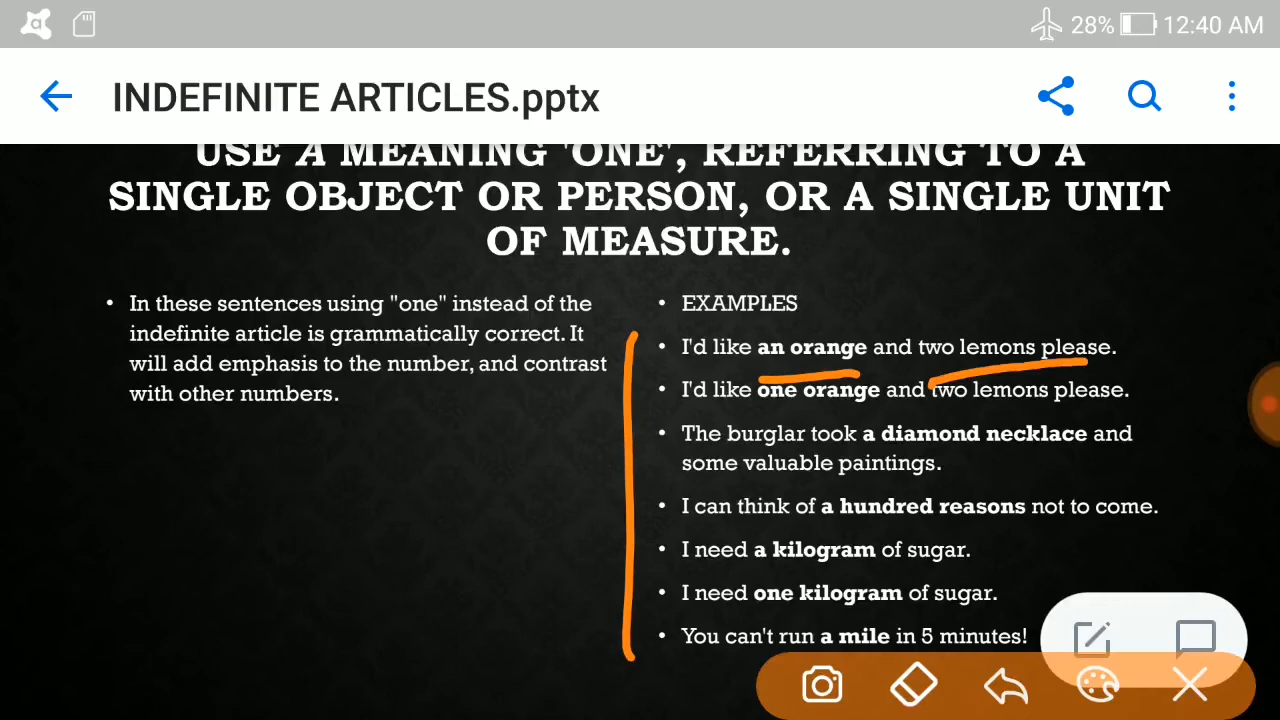 28% 12:40 AM
INDEFINITE ARTICLES.pptx
USE A MEANING 'ONE', REFERRING TO A
SINGLE OBJECT OR PERSON, OR A SINGLE UNIT
OF MEASURE.
• In these sentences using "one" instead of the
indefinite article is grammatically correct. It
will add emphasis to the number, and contrast
with other numbers.
• EXAMPLES
• I'd like an orange and two lemons please.
• I'd like one orange and two lemons please.
• The burglar took a diamond necklace and
some valuable paintings.
• I can think of a hundred reasons not to come.
• I need a kilogram of sugar.
• I need one kilogram of sugar.
• You can't run a mile in 5 minutes!